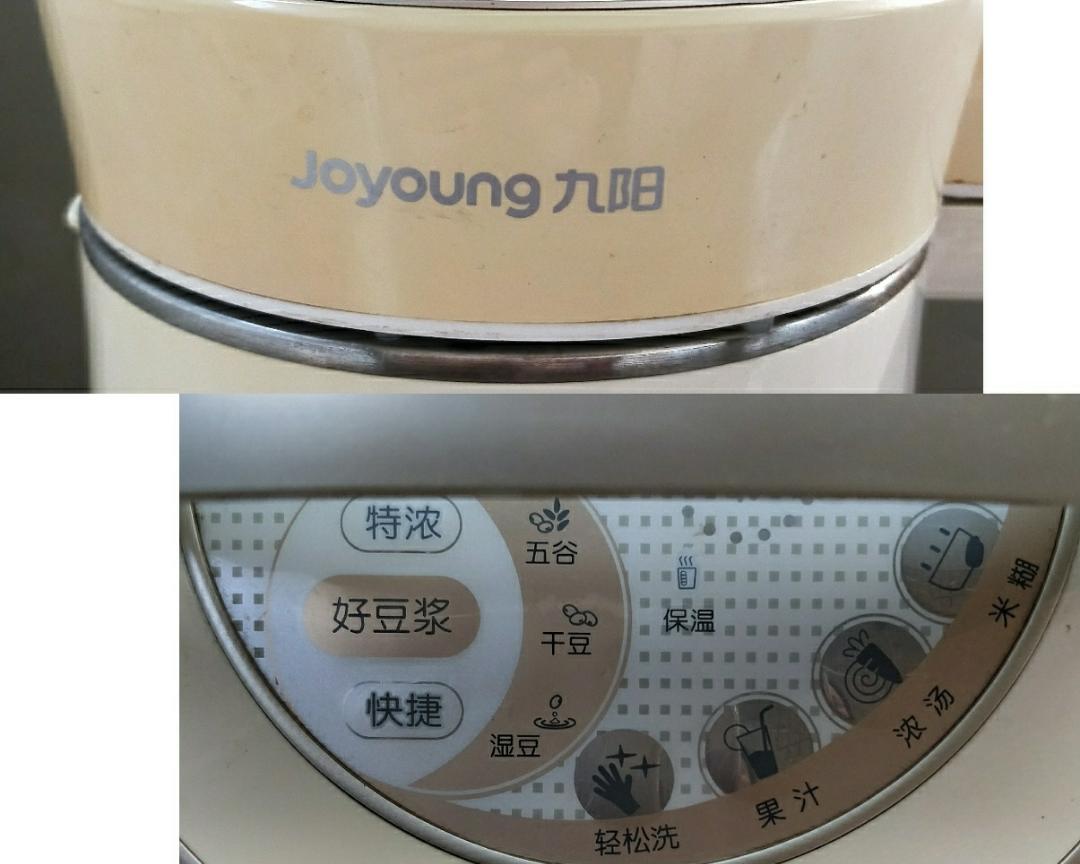 Joyoung 九阳
特浓
好豆浆
快捷
五谷
干豆
湿豆
保温
米糊
浓汤
果汁
轻松洗